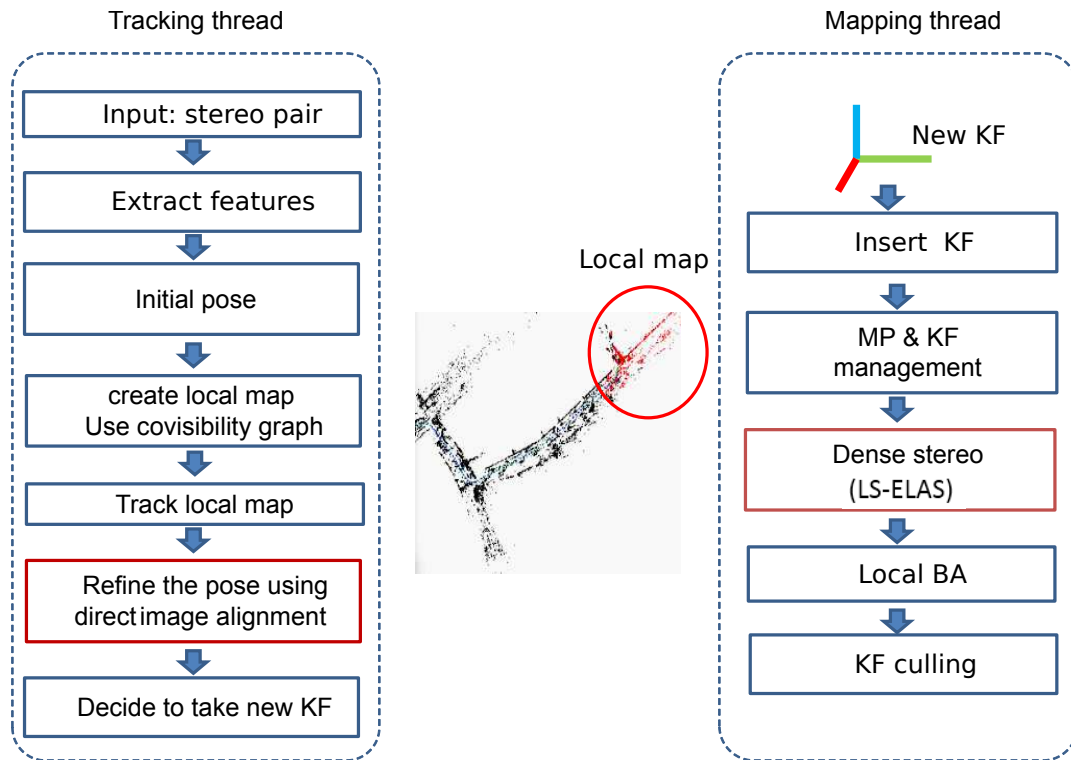 Tracking thread
Input: stereo pair
Extract features
Initial pose
create local map
Use covisibility graph
Track local map
Refine the pose using
direct image alignment
Decide to take new KF
Local map
Mapping thread
New KF
Insert KF
MP & KF
management
Dense stereo
(LS-ELAS)
Local BA
KF culling